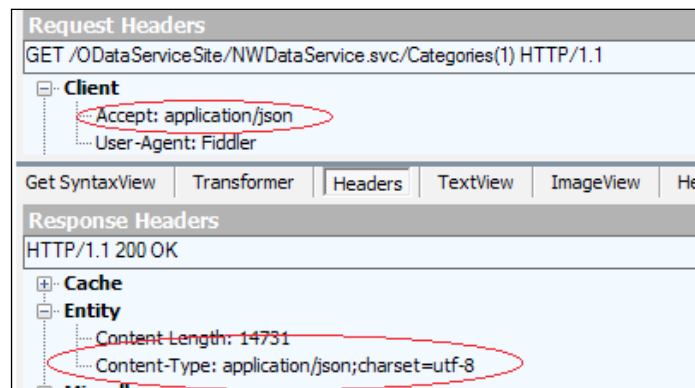 Request Headers
GET /ODataServiceSite/NWDataService.svc/Categories(1) HTTP/1.1
Client
Accept: application/json
User-Agent: Fiddler
Get SyntaxView Transformer Headers TextView ImageView He
Response Headers
HTTP/1.1 200 OK
Cache
Entity
Content-Length: 14731
Content-Type: application/json;charset=utf-8